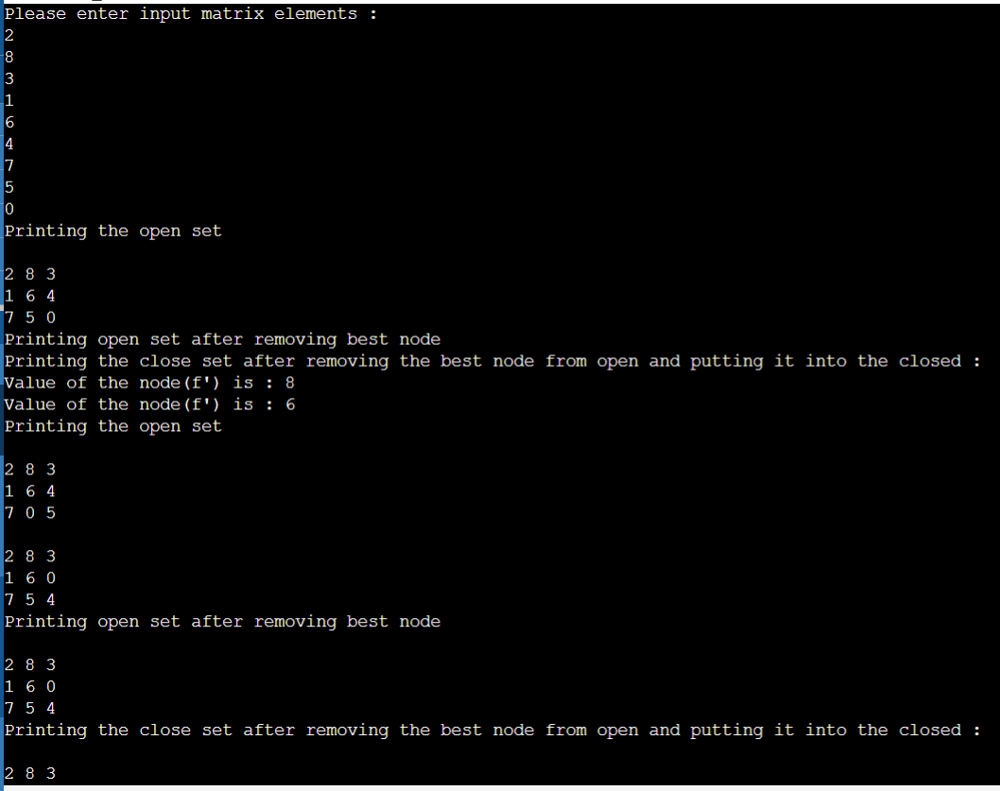 Please enter input matrix elements :
2
8
3
1
6
4
7
5
0
Printing the open set
2 8 3
1 6 4
7 5 0
Printing open set after removing best node
Printing the close set after removing the best node from open and putting it into the closed :
Value of the node(f') is : 8
Value of the node(f') is : 6
Printing the open set
2 8 3
1 6 4
7 0 5
2 8 3
1 6 0
7 5 4
Printing open set after removing best node
2 8 3
1 6 0
7 5 4
Printing the close set after removing the best node from open and putting it into the closed :
2 8 3